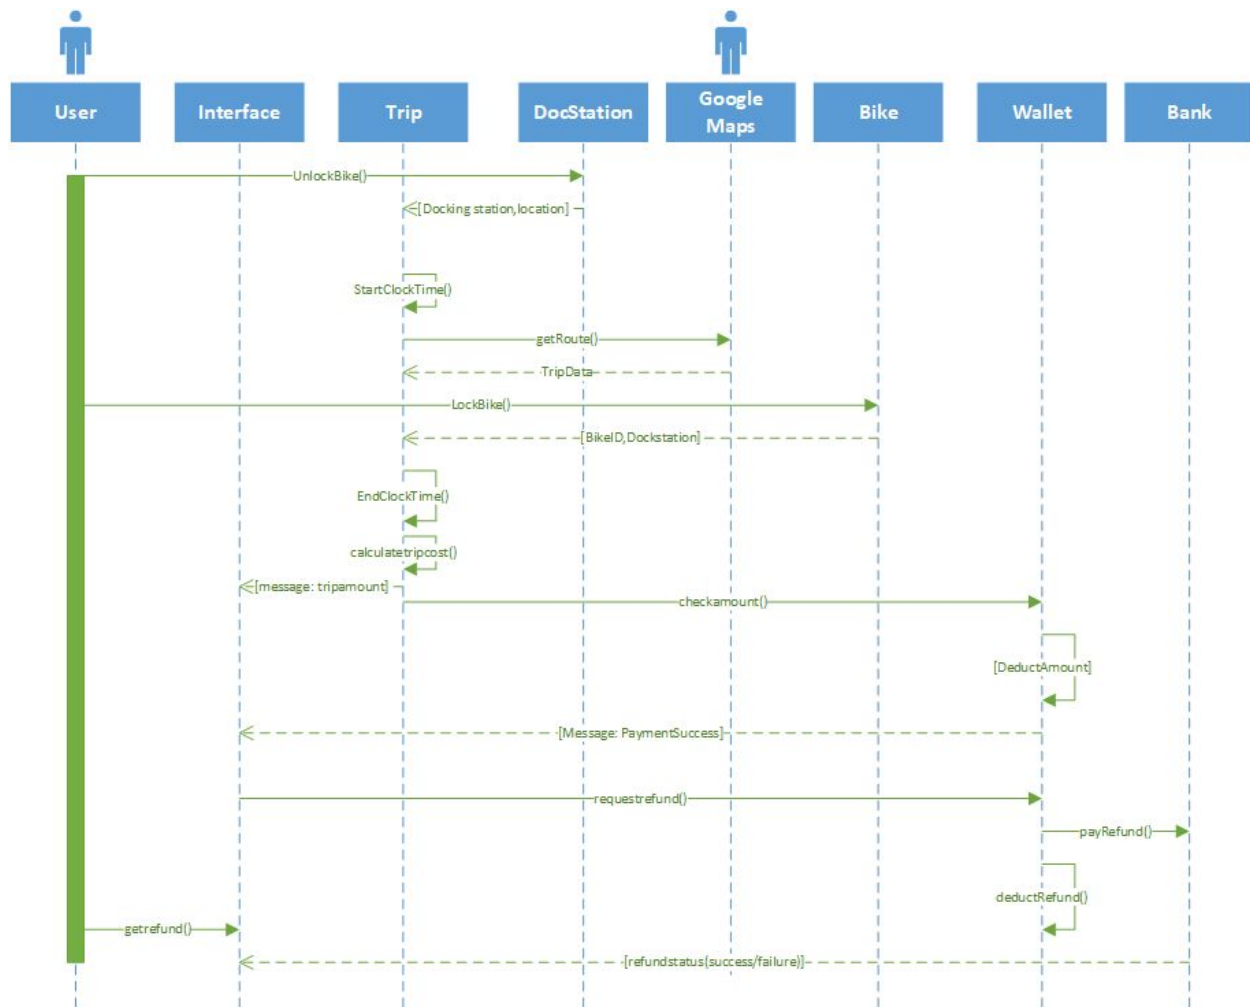 User
Interface
Trip
DocStation
Google
Maps
Bike
Wallet
Bank
UnlockBike()
[Docking station,location]
StartClockTime()
getRoute()
TripData
LockBike()
[BikeID,Dockstation]
EndClockTime()
calculatetripcost()
[message: tripamount]
checkamount()
[DeductAmount]
[Message: PaymentSuccess]
requestrefund()
payRefund()
deductRefund()
getrefund()
[refundstatus(success/failure)]